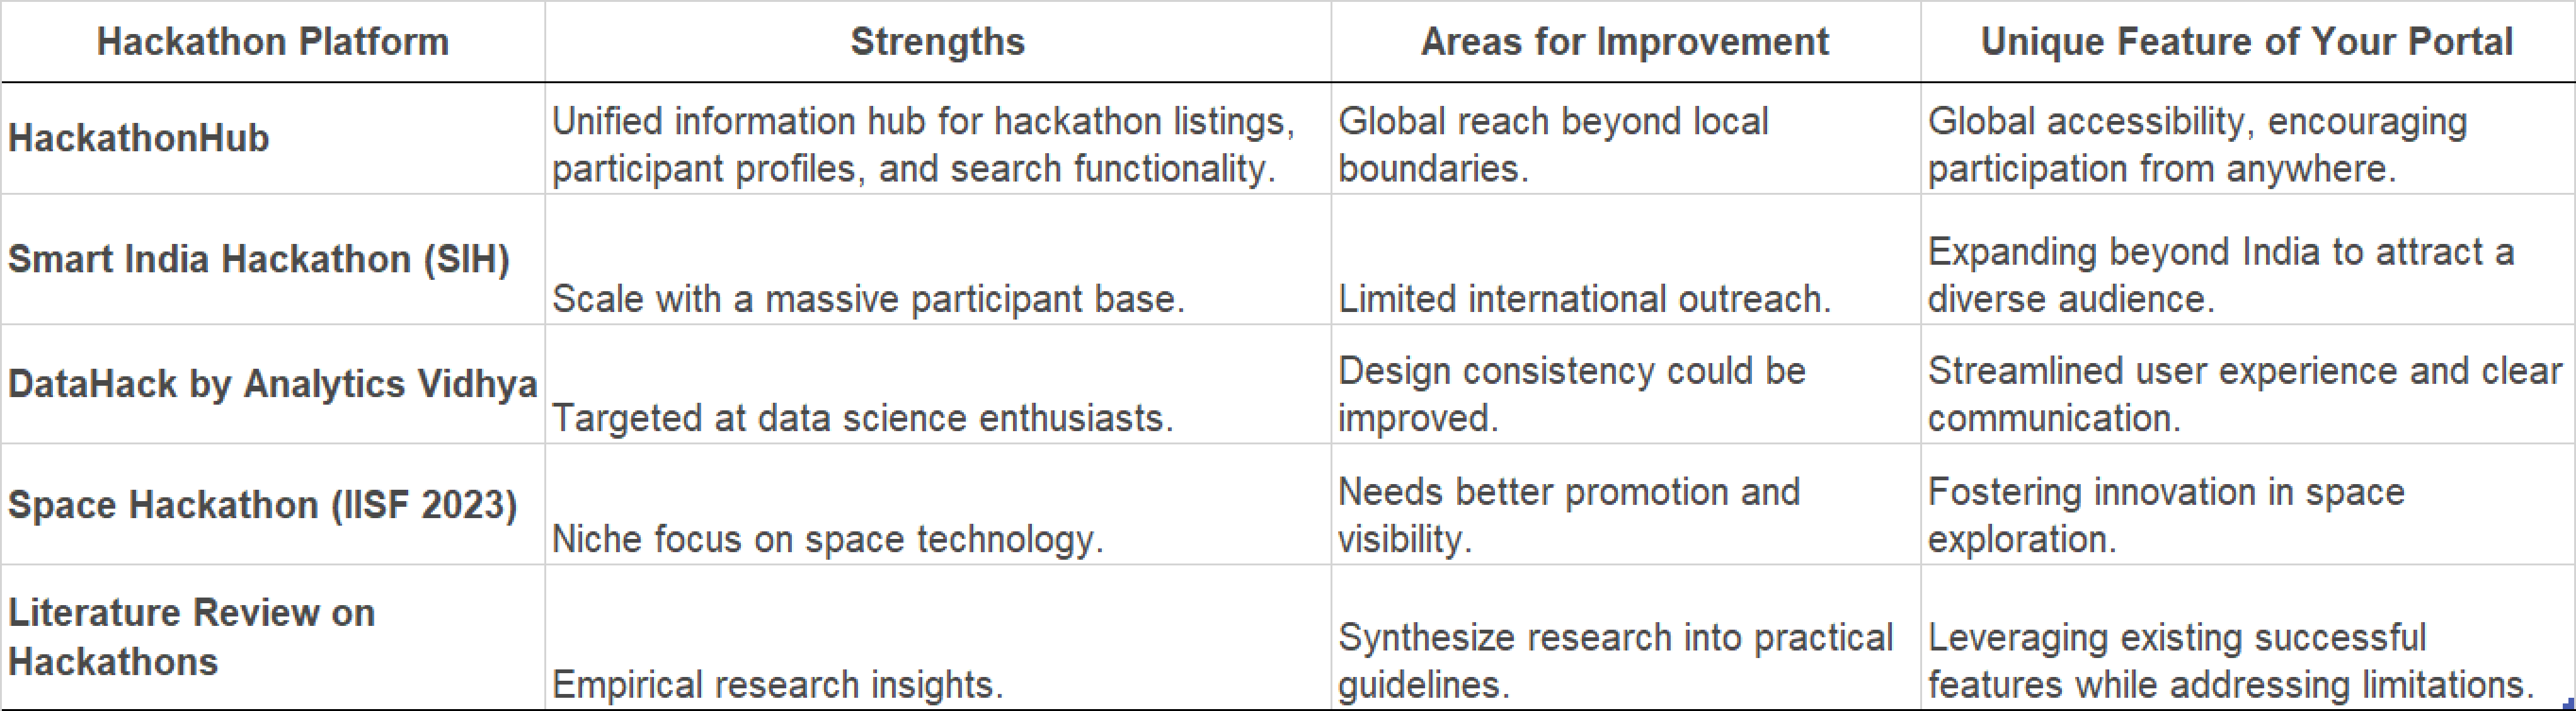 Hackathon Platform
Strengths
Areas for Improvement
Unique Feature of Your Portal
HackathonHub
Unified information hub for hackathon listings,
participant profiles, and search functionality.
Global reach beyond local
boundaries.
Global accessibility, encouraging
participation from anywhere.
Smart India Hackathon (SIH)
Scale with a massive participant base.
Limited international outreach.
Expanding beyond India to attract a
diverse audience.
DataHack by Analytics Vidhya
Targeted at data science enthusiasts.
Design consistency could be
improved.
Streamlined user experience and clear
communication.
Space Hackathon (IISF 2023)
Niche focus on space technology.
Needs better promotion and
visibility.
Fostering innovation in space
exploration.
Literature Review on
Hackathons
Empirical research insights.
Synthesize research into practical
guidelines.
Leveraging existing successful
features while addressing limitations.